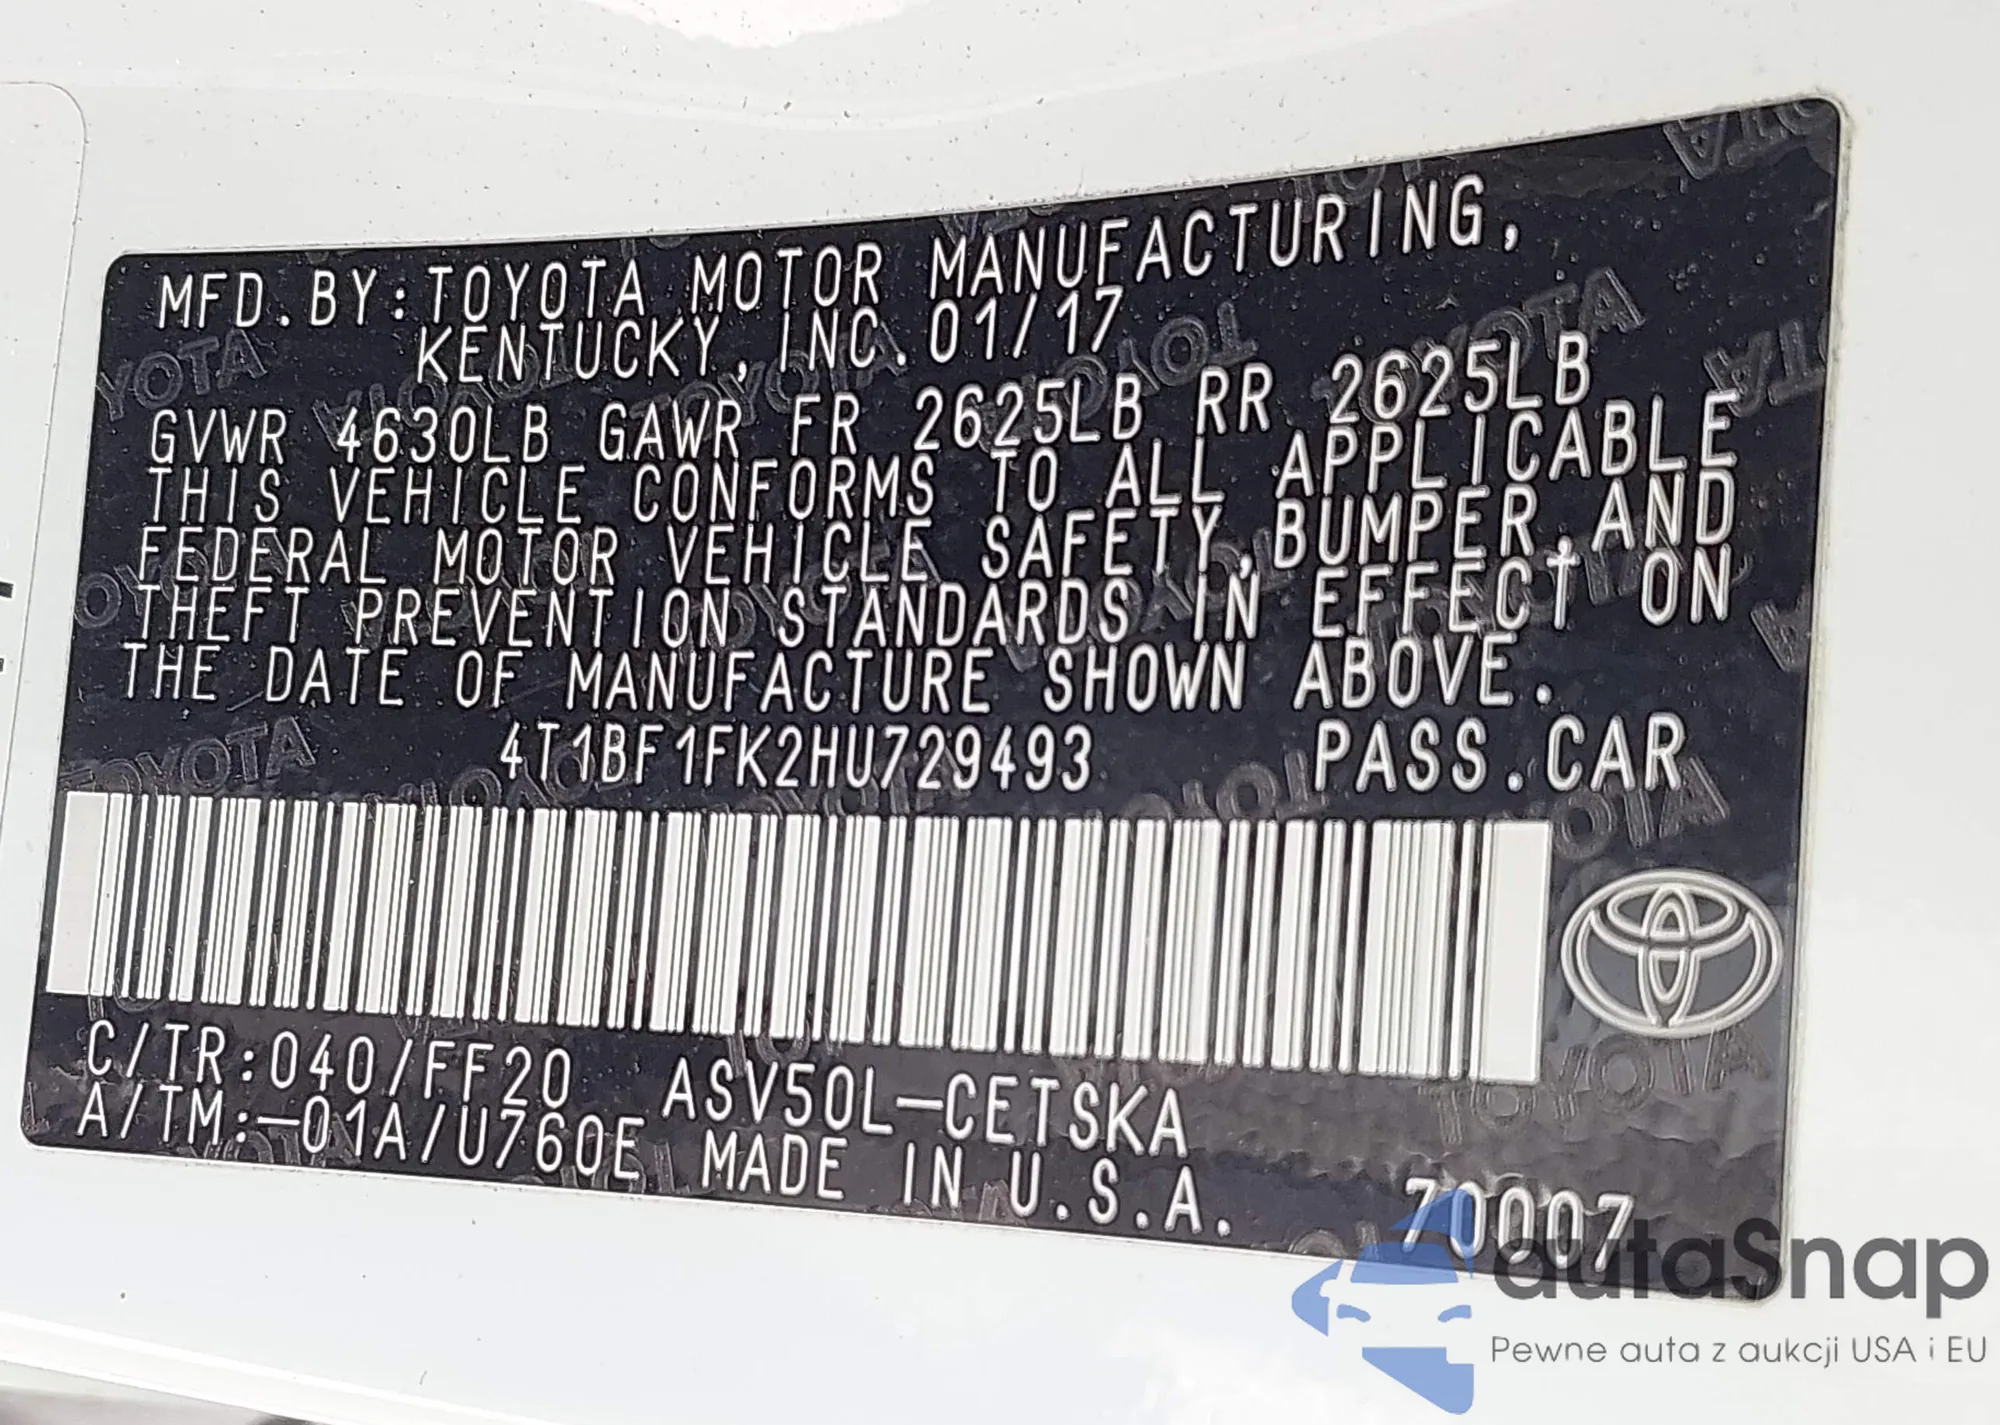 MFD.BY:TOYOTA MOTOR MANUFACTURING,
KENTUCKY, INC. 01/17
GVWR 4630LB GAWR FR 2625LB RR 2625LB
THIS VEHICLE CONFORMS TO ALL APPLICABLE
FEDERAL MOTOR VEHICLE SAFETY,BUMPER,AND
THEFT PREVENTION STANDARDS IN EFFECT ON
THE DATE OF MANUFACTURE SHOWN ABOVE.
4T1BF1FK2HU729493 PASS.CAR
C/TR:040/FF20 ASV50L-CETSKA
A/TM:-01A/U760E MADE IN U.S.A. 70007
autaSnap
Pewne auta z aukcji USA i EU